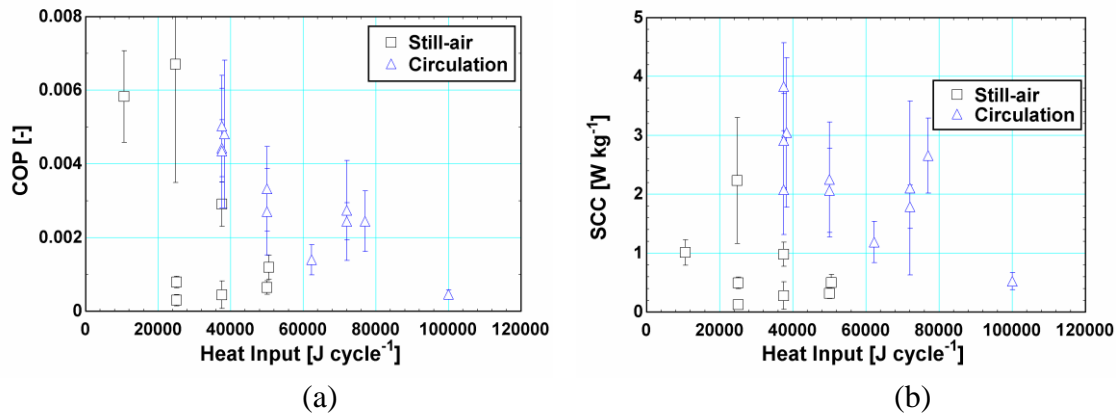 0.008
0.006
0.004
0.002
0
COP [-]
Still-air
Circulation
0 20000 40000 60000 80000 100000 120000
Heat Input [J cycle⁻¹]
(a)
5
4
3
2
1
0
SCC [W kg⁻¹]
Still-air
Circulation
0 20000 40000 60000 80000 100000 120000
Heat Input [J cycle⁻¹]
(b)